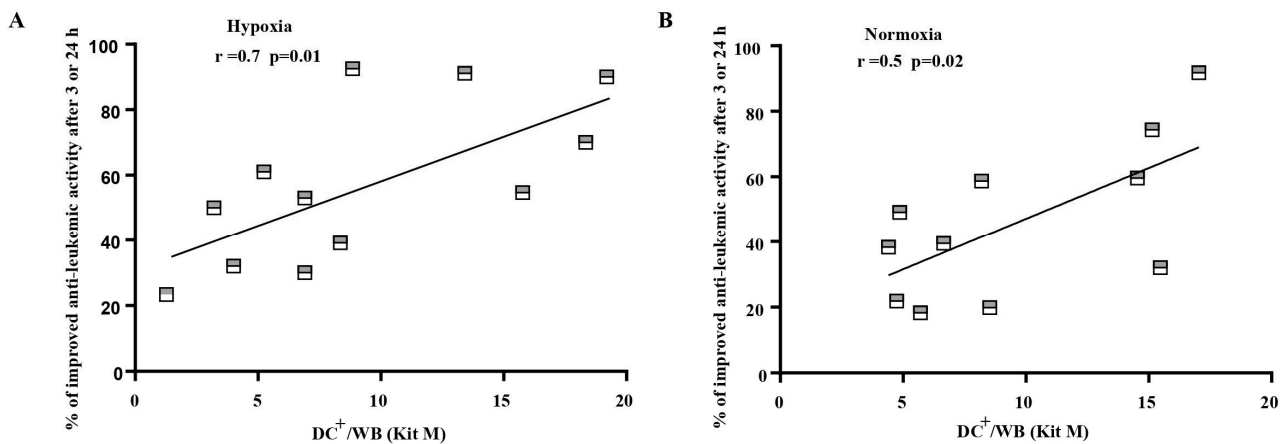 A
Hypoxia
r =0.7 p=0.01
% of improved anti-leukemic activity after 3 or 24 h
100
80
60
40
20
0
0 5 10 15 20
DC+/WB (Kit M)
B
Normoxia
r =0.5 p=0.02
% of improved anti-leukemic activity after 3 or 24 h
100
80
60
40
20
0
0 5 10 15 20
DC+/WB (Kit M)